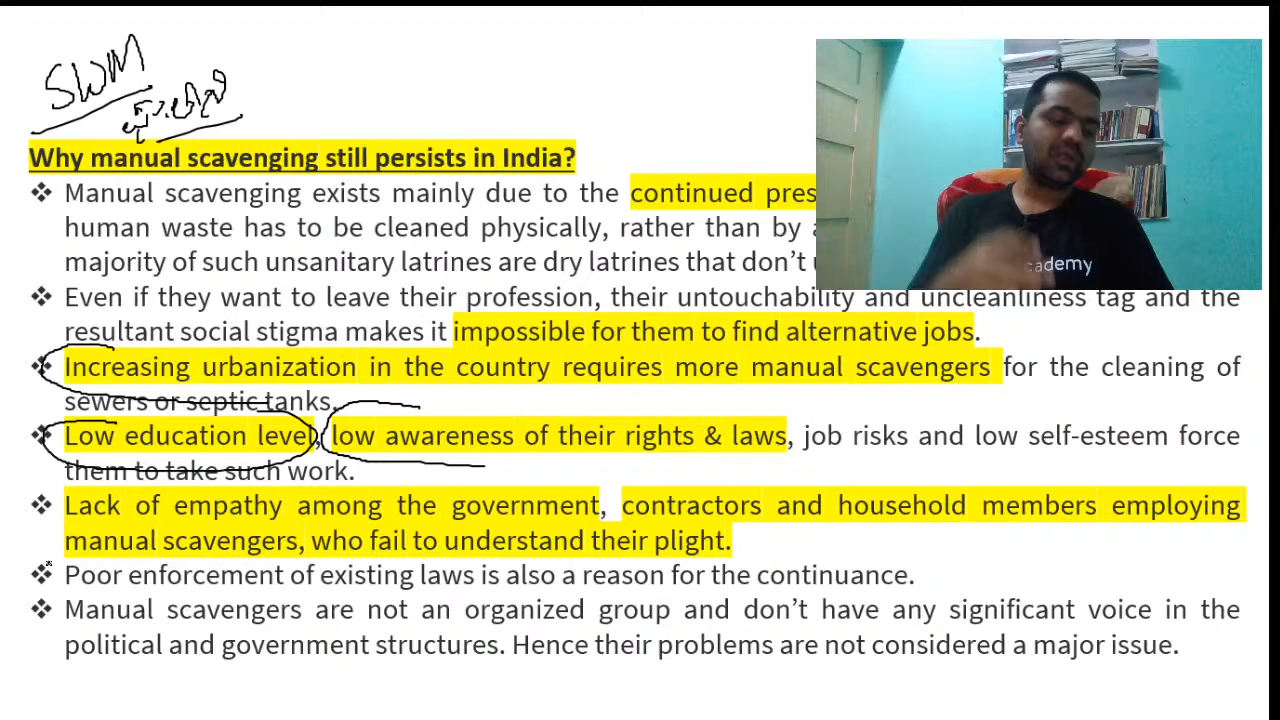 SWM
Why manual scavenging still persists in India?
❖ Manual scavenging exists mainly due to the continued pres
human waste has to be cleaned physically, rather than by a
majority of such unsanitary latrines are dry latrines that don't u
cademy
❖ Even if they want to leave their profession, their untouchability and uncleanliness tag and the
resultant social stigma makes it impossible for them to find alternative jobs.
❖ Increasing urbanization in the country requires more manual scavengers for the cleaning of
sewers or septic tanks.
❖ Low education level, low awareness of their rights & laws, job risks and low self-esteem force
them to take such work.
❖ Lack of empathy among the government, contractors and household members employing
manual scavengers, who fail to understand their plight.
❖ Poor enforcement of existing laws is also a reason for the continuance.
❖ Manual scavengers are not an organized group and don't have any significant voice in the
political and government structures. Hence their problems are not considered a major issue.